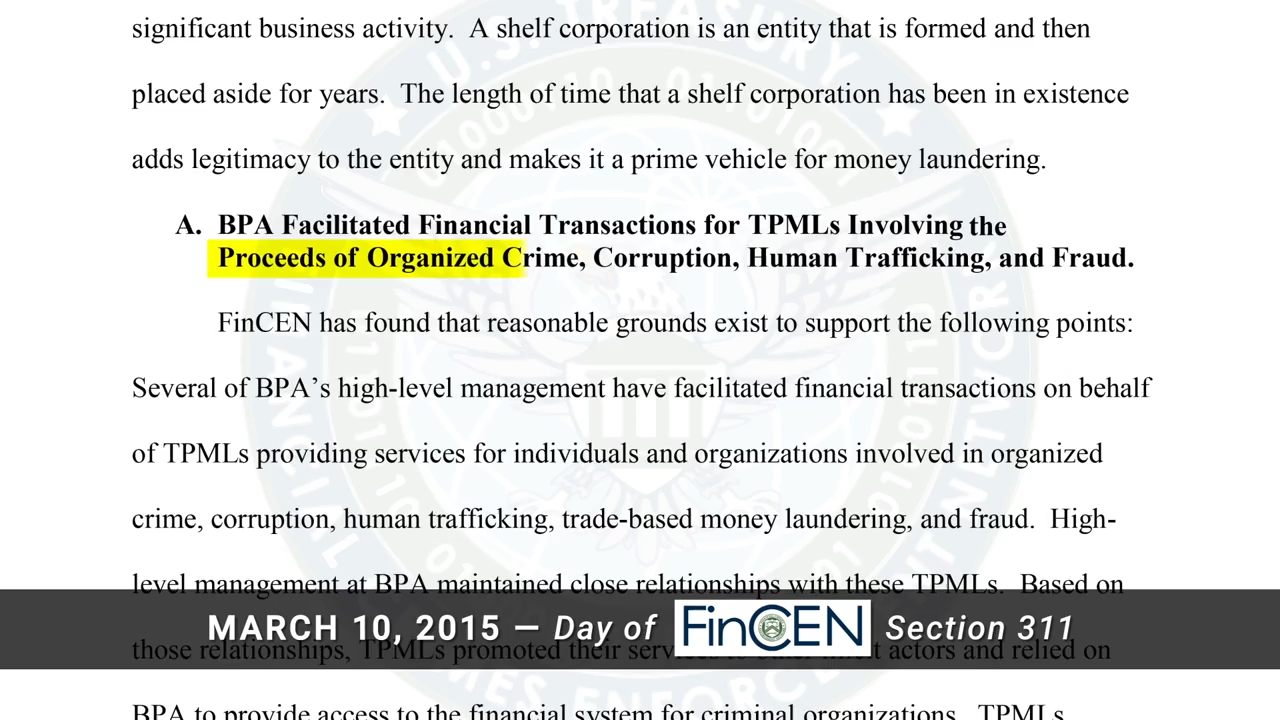 significant business activity.  A shelf corporation is an entity that is formed and then
placed aside for years.  The length of time that a shelf corporation has been in existence
adds legitimacy to the entity and makes it a prime vehicle for money laundering.
A. BPA Facilitated Financial Transactions for TPMLs Involving the
Proceeds of Organized Crime, Corruption, Human Trafficking, and Fraud.
FinCEN has found that reasonable grounds exist to support the following points:
Several of BPA’s high-level management have facilitated financial transactions on behalf
of TPMLs providing services for individuals and organizations involved in organized
crime, corruption, human trafficking, trade-based money laundering, and fraud.  High-
level management at BPA maintained close relationships with these TPMLs.  Based on
MARCH 10, 2015 — Day of FinCEN Section 311
those relationships, TPMLs promoted their actors and relied on
BPA to provide access to the financial system for criminal organizations.  TPMLs